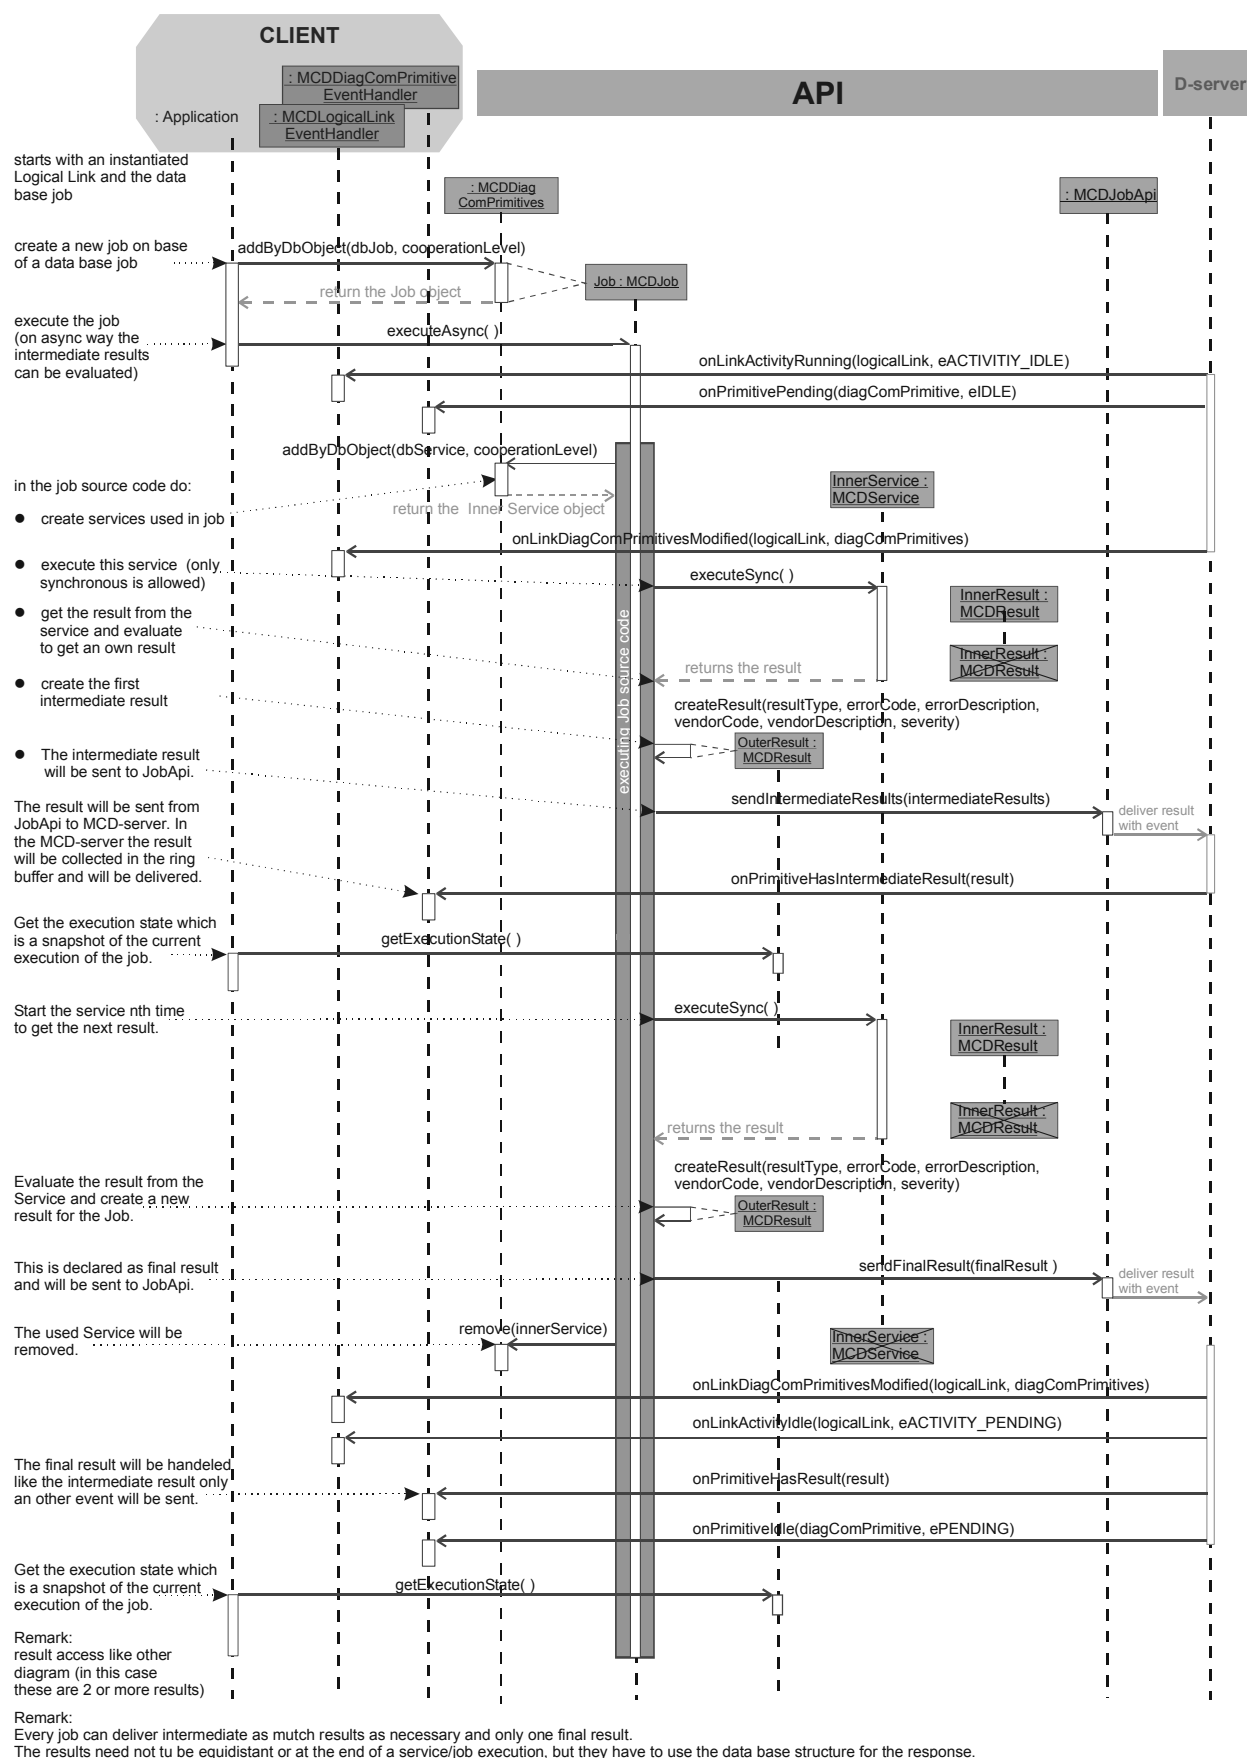 CLIENT
: MCDDiagComPrimitive
EventHandler
: Application
: MCDLogicalLink
EventHandler
API
D-server
starts with an instantiated
Logical Link and the data
base job
: MCDDiag
ComPrimitives
: MCDJobApi
create a new job on base
of a data base job
addByDbObject(dbJob, cooperationLevel)
Job : MCDJob
return the Job object
execute the job
(on async way the
intermediate results
can be evaluated)
executeAsync( )
onLinkActivityRunning(logicalLink, eACTIVITIY_IDLE)
onPrimitivePending(diagComPrimitive, eIDLE)
addByDbObject(dbService, cooperationLevel)
in the job source code do:
InnerService :
MCDService
return the Inner Service object
● create services used in job
onLinkDiagComPrimitivesModified(logicalLink, diagComPrimitives)
● execute this service (only
synchronous is allowed)
executeSync( )
InnerResult :
MCDResult
● get the result from the
service and evaluate
to get an own result
executing Job source code
InnerResult :
MCDResult
returns the result
● create the first
intermediate result
createResult(resultType, errorCode, errorDescription,
vendorCode, vendorDescription, severity)
OuterResult :
MCDResult
● The intermediate result
will be sent to JobApi.
sendIntermediateResults(intermediateResults)
deliver result
with event
The result will be sent from
JobApi to MCD-server. In
the MCD-server the result
will be collected in the ring
buffer and will be delivered.
onPrimitiveHasIntermediateResult(result)
Get the execution state which
is a snapshot of the current
execution of the job.
getExecutionState( )
Start the service nth time
to get the next result.
executeSync( )
InnerResult :
MCDResult
InnerResult :
MCDResult
returns the result
createResult(resultType, errorCode, errorDescription,
vendorCode, vendorDescription, severity)
Evaluate the result from the
Service and create a new
result for the Job.
OuterResult :
MCDResult
This is declared as final result
and will be sent to JobApi.
sendFinalResult(finalResult )
deliver result
with event
The used Service will be
removed.
remove(innerService)
InnerService :
MCDService
onLinkDiagComPrimitivesModified(logicalLink, diagComPrimitives)
onLinkActivityIdle(logicalLink, eACTIVITY_PENDING)
The final result will be handeled
like the intermediate result only
an other event will be sent.
onPrimitiveHasResult(result)
onPrimitiveIdle(diagComPrimitive, ePENDING)
Get the execution state which
is a snapshot of the current
execution of the job.
getExecutionState( )
Remark:
result access like other
diagram (in this case
these are 2 or more results)
Remark:
Every job can deliver intermediate as mutch results as necessary and only one final result.
The results need not tu be equidistant or at the end of a service/job execution, but they have to use the data base structure for the response.